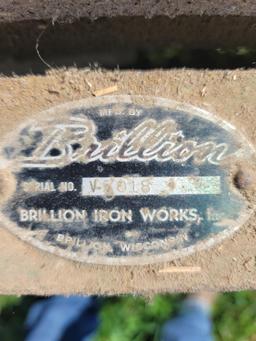 MFD. BY
Brillion
SERIAL NO.
BRILLION IRON WORKS, Inc.
BRILLION, WISCONSIN